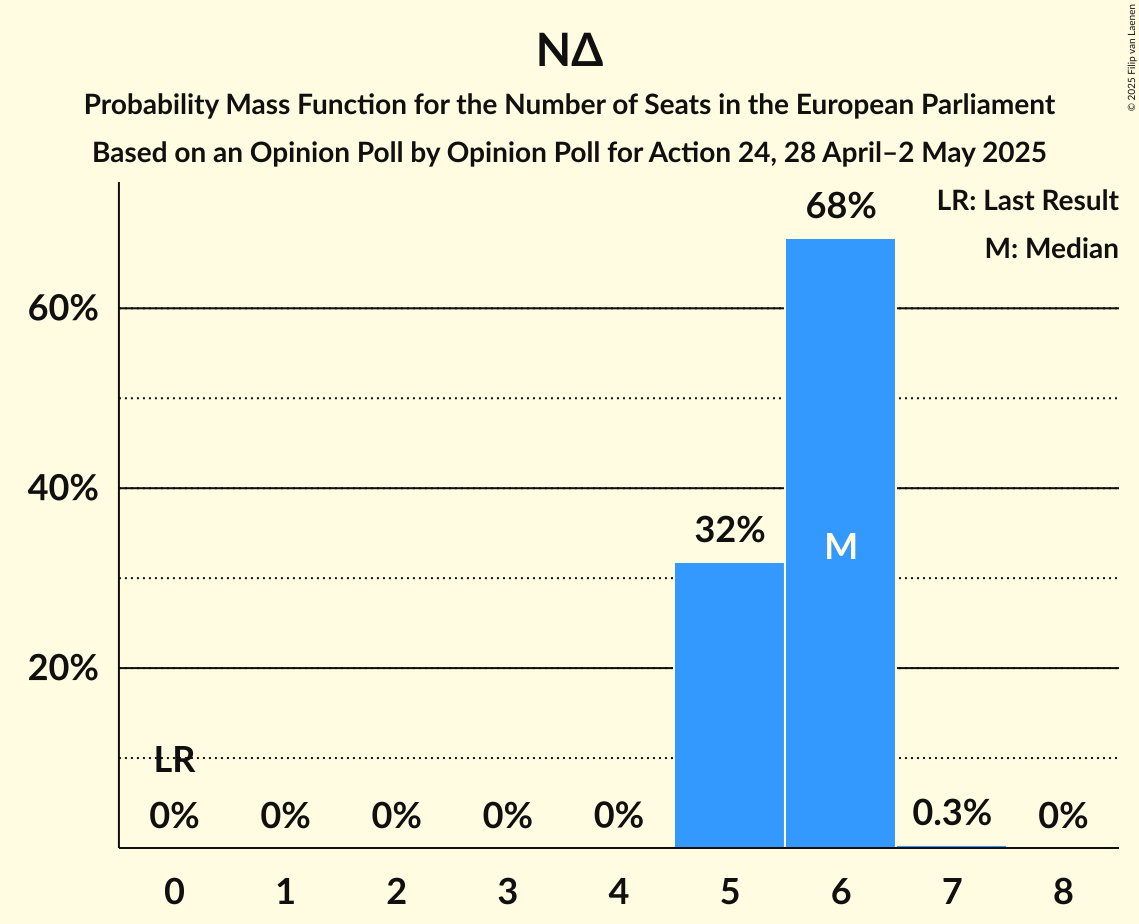 NΔ
Probability Mass Function for the Number of Seats in the European Parliament
Based on an Opinion Poll by Opinion Poll for Action 24, 28 April–2 May 2025
© 2025 Filip van Laenen
LR: Last Result
M: Median
68%
60%
40%
32%
M
20%
LR
0% 0% 0% 0% 0% 0.3% 0%
0 1 2 3 4 5 6 7 8